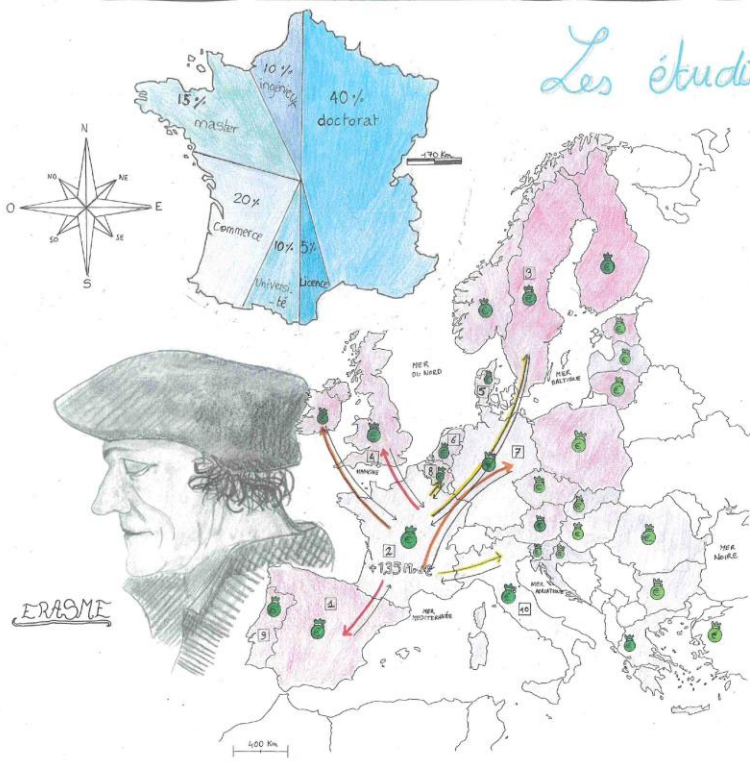 Les étudi
10%
ingénieur
15%
master
40%
doctorat
170 Km
20%
Commerce
10%
Universi-
-té
5%
Licence
N
NO
NE
O
E
SO
SE
S
MER
DU NORD
MER
BALTIQUE
3
5
4
6
7
8
MANCHE
2
+1,35 M
MER
NOIRE
MER
ADRIATIQUE
MER
MEDITERRANÉE
10
1
9
ERASME
400 Km